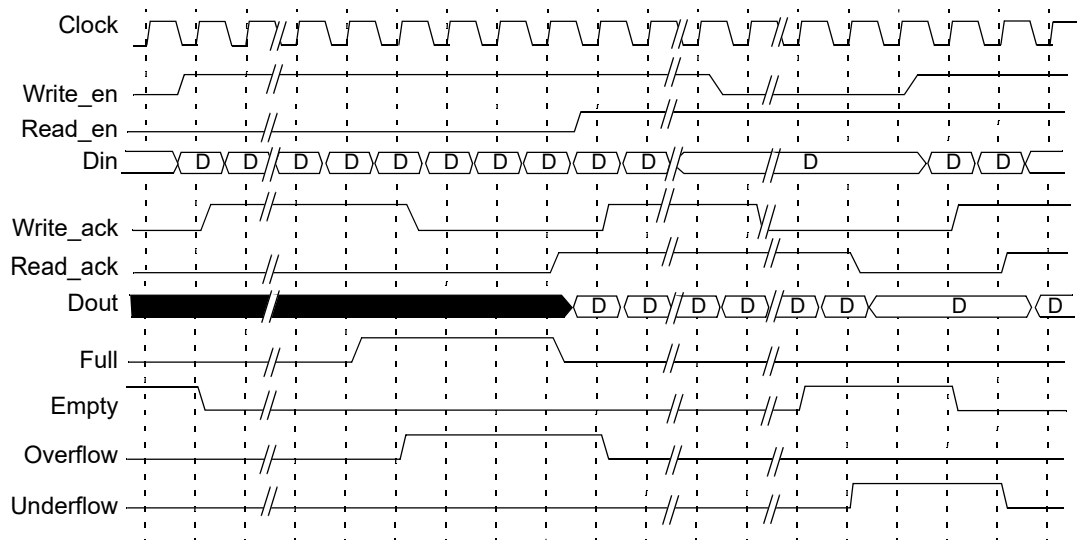 Clock
Write_en
Read_en
Din D D D D D D D D D D D D D
Write_ack
Read_ack
Dout D D D D D D D D
Full
Empty
Overflow
Underflow